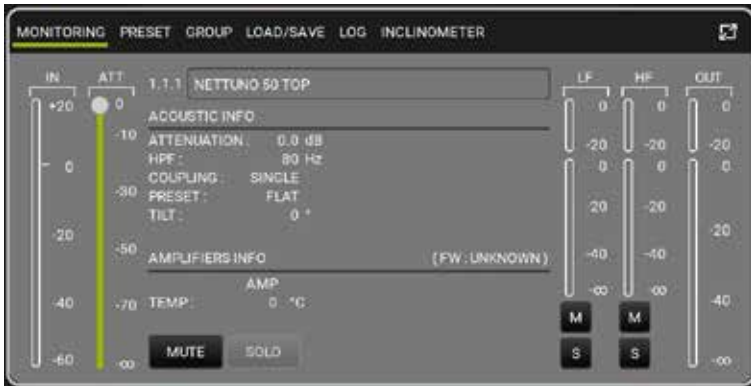 MONITORING PRESET GROUP LOAD/SAVE LOG INCLINOMETER
IN ATT 1.1.1 NETTUNO 50 TOP LF HF OUT
+20 0 0 0 0
ACOUSTIC INFO
-10 ATTENUATION: 0.0 dB -20 -20 -20
HPF: 80 Hz
0 COUPLING: SINGLE 0 0 0
-30 PRESET: FLAT
TILT: 0 °
20 -20
-20 -20
-50 AMPLIFIERS INFO (FW: UNKNOWN) -40 -40
AMP -∞ -∞
-40 -70 TEMP: 0 °C -40
M M
MUTE SOLO S S
-60 -∞ -∞